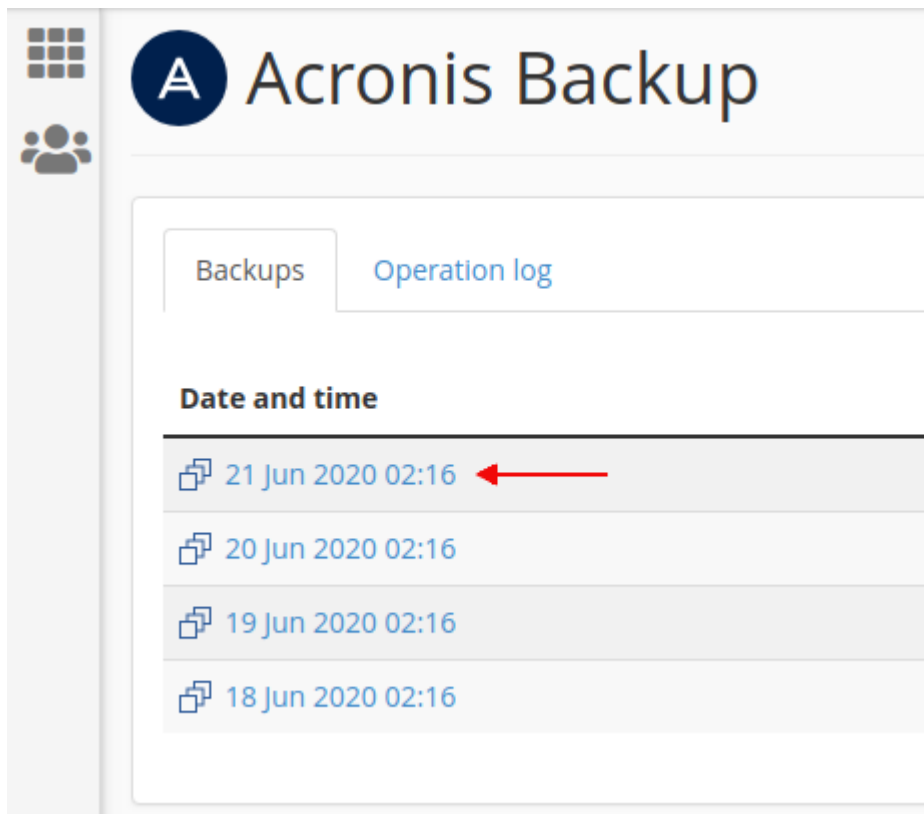 Acronis Backup
Backups
Operation log
Date and time
21 Jun 2020 02:16
20 Jun 2020 02:16
19 Jun 2020 02:16
18 Jun 2020 02:16